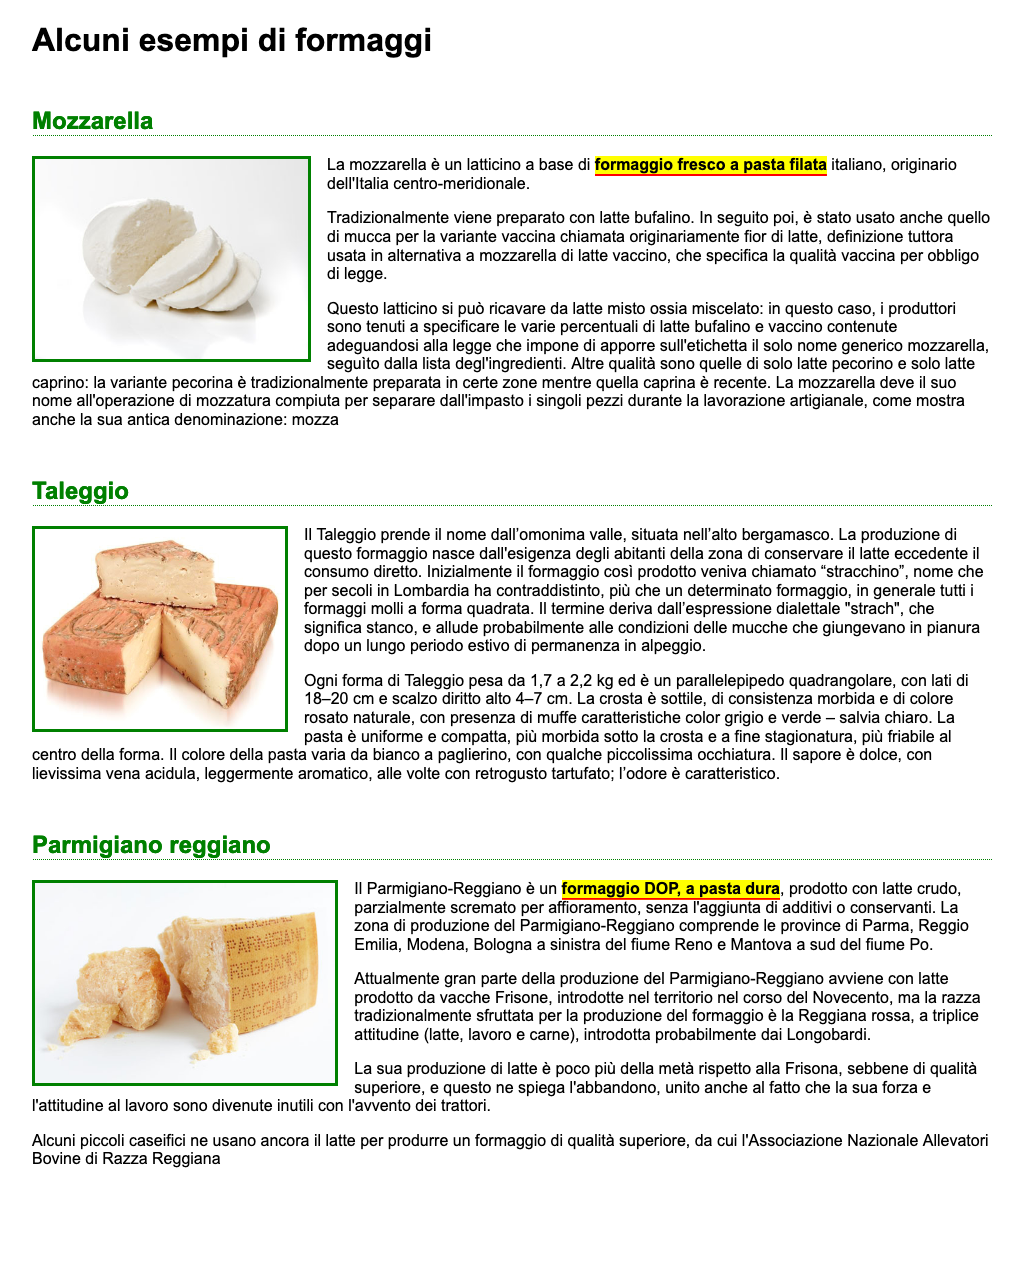 Alcuni esempi di formaggi
Mozzarella
La mozzarella è un latticino a base di formaggio fresco a pasta filata italiano, originario
dell'Italia centro-meridionale.
Tradizionalmente viene preparato con latte bufalino. In seguito poi, è stato usato anche quello
di mucca per la variante vaccina chiamata originariamente fior di latte, definizione tuttora
usata in alternativa a mozzarella di latte vaccino, che specifica la qualità vaccina per obbligo
di legge.
Questo latticino si può ricavare da latte misto ossia miscelato: in questo caso, i produttori
sono tenuti a specificare le varie percentuali di latte bufalino e vaccino contenute
adeguandosi alla legge che impone di apporre sull'etichetta il solo nome generico mozzarella,
seguìto dalla lista degl'ingredienti. Altre qualità sono quelle di solo latte pecorino e solo latte
caprino: la variante pecorina è tradizionalmente preparata in certe zone mentre quella caprina è recente. La mozzarella deve il suo
nome all'operazione di mozzatura compiuta per separare dall'impasto i singoli pezzi durante la lavorazione artigianale, come mostra
anche la sua antica denominazione: mozza
Taleggio
Il Taleggio prende il nome dall’omonima valle, situata nell’alto bergamasco. La produzione di
questo formaggio nasce dall'esigenza degli abitanti della zona di conservare il latte eccedente il
consumo diretto. Inizialmente il formaggio così prodotto veniva chiamato “stracchino”, nome che
per secoli in Lombardia ha contraddistinto, più che un determinato formaggio, in generale tutti i
formaggi molli a forma quadrata. Il termine deriva dall’espressione dialettale "strach", che
significa stanco, e allude probabilmente alle condizioni delle mucche che giungevano in pianura
dopo un lungo periodo estivo di permanenza in alpeggio.
Ogni forma di Taleggio pesa da 1,7 a 2,2 kg ed è un parallelepipedo quadrangolare, con lati di
18–20 cm e scalzo diritto alto 4–7 cm. La crosta è sottile, di consistenza morbida e di colore
rosato naturale, con presenza di muffe caratteristiche color grigio e verde – salvia chiaro. La
pasta è uniforme e compatta, più morbida sotto la crosta e a fine stagionatura, più friabile al
centro della forma. Il colore della pasta varia da bianco a paglierino, con qualche piccolissima occhiatura. Il sapore è dolce, con
lievissima vena acidula, leggermente aromatico, alle volte con retrogusto tartufato; l’odore è caratteristico.
Parmigiano reggiano
REGGIANO
PARMIGIANO
REGGIANO
PARMIGIANO
REGGIANO
Il Parmigiano-Reggiano è un formaggio DOP, a pasta dura, prodotto con latte crudo,
parzialmente scremato per affioramento, senza l'aggiunta di additivi o conservanti. La
zona di produzione del Parmigiano-Reggiano comprende le province di Parma, Reggio
Emilia, Modena, Bologna a sinistra del fiume Reno e Mantova a sud del fiume Po.
Attualmente gran parte della produzione del Parmigiano-Reggiano avviene con latte
prodotto da vacche Frisone, introdotte nel territorio nel corso del Novecento, ma la razza
tradizionalmente sfruttata per la produzione del formaggio è la Reggiana rossa, a triplice
attitudine (latte, lavoro e carne), introdotta probabilmente dai Longobardi.
La sua produzione di latte è poco più della metà rispetto alla Frisona, sebbene di qualità
superiore, e questo ne spiega l'abbandono, unito anche al fatto che la sua forza e
l'attitudine al lavoro sono divenute inutili con l'avvento dei trattori.
Alcuni piccoli caseifici ne usano ancora il latte per produrre un formaggio di qualità superiore, da cui l'Associazione Nazionale Allevatori
Bovine di Razza Reggiana